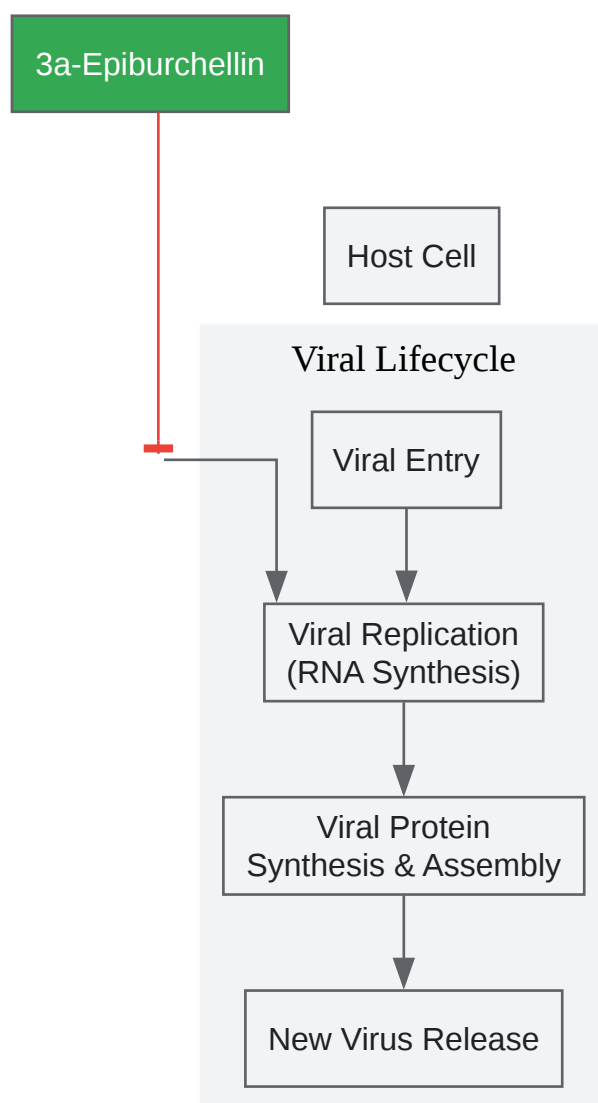 3a-Epiburchellin
Host Cell
Viral Lifecycle
Viral Entry
Viral Replication
(RNA Synthesis)
Viral Protein
Synthesis & Assembly
New Virus Release